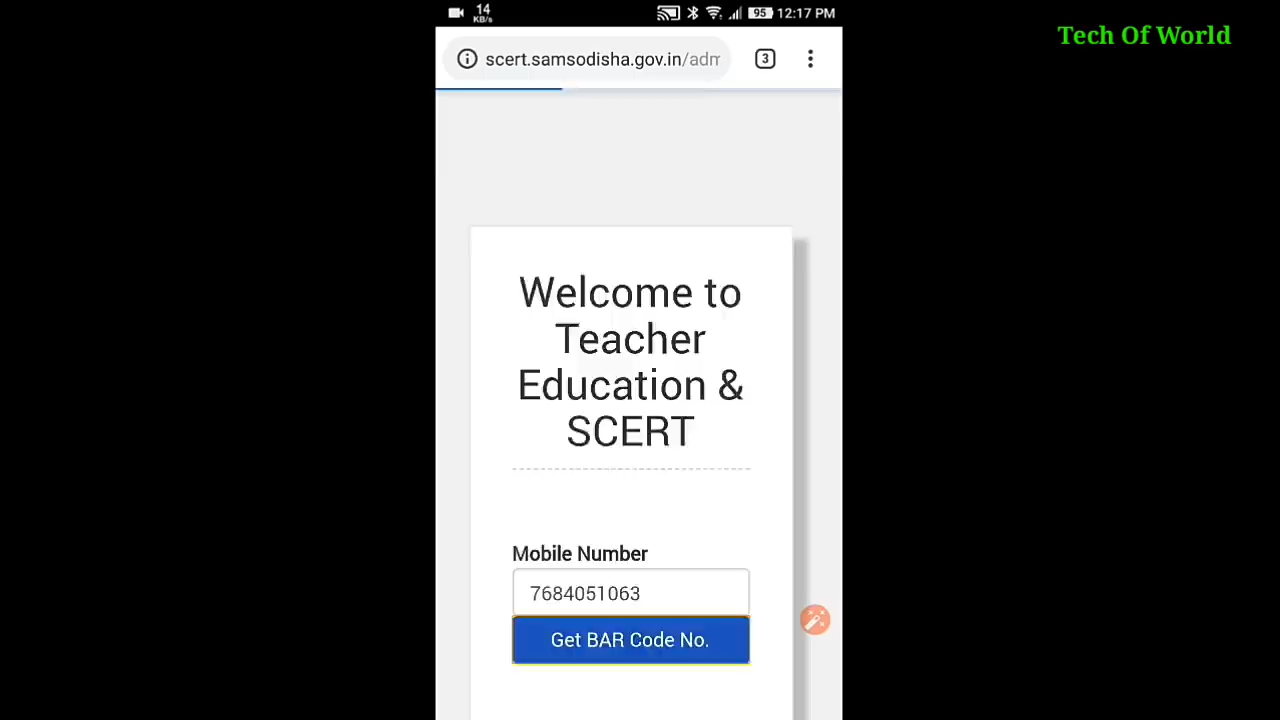 14
KB/s
95
12:17 PM
Tech Of World
scert.samsodisha.gov.in/adm
3
Welcome to
Teacher
Education &
SCERT
Mobile Number
7684051063
Get BAR Code No.